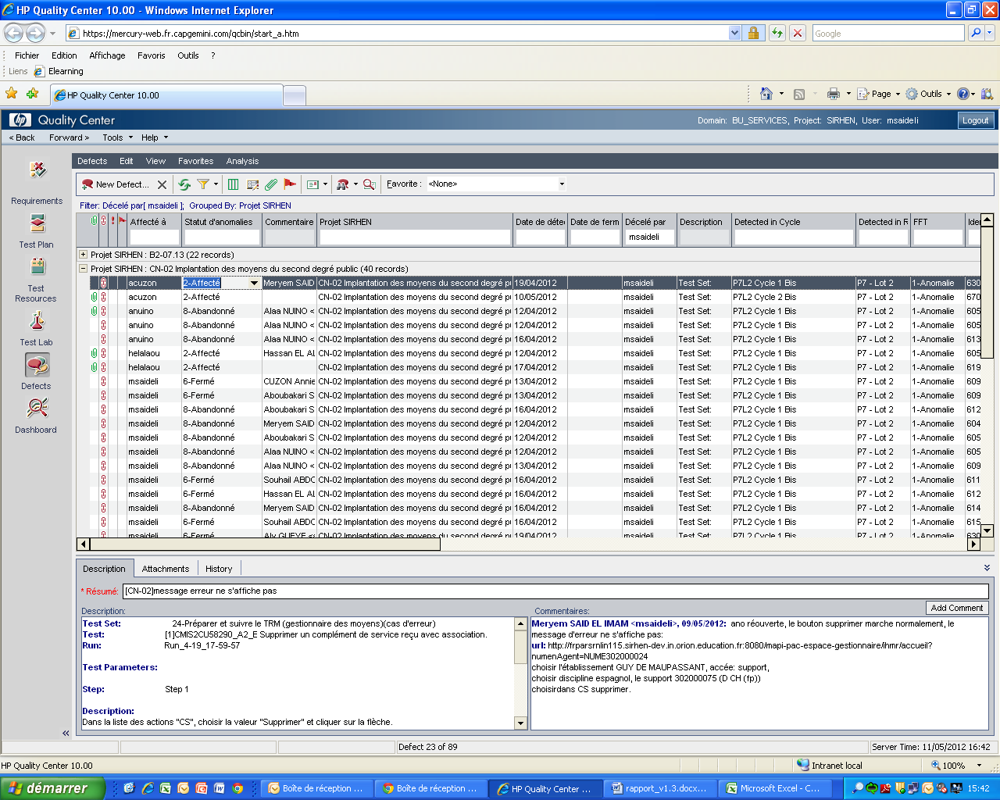 HP Quality Center 10.00 - Windows Internet Explorer
https://mercury-web.fr.capgemini.com/qcbin/start_a.htm
Google
Fichier Edition Affichage Favoris Outils ?
Liens Elearning
HP Quality Center 10.00
Page Outils
hp Quality Center
Domain: BU_SERVICES, Project: SIRHEN, User: msaideli
Logout
< Back Forward > Tools Help
Defects Edit View Favorites Analysis
New Defect... Favorite : <None>
Filter: Décelé par[ msaideli ]; Grouped By: Projet SIRHEN
Requirements
Test Plan
Test Resources
Test Lab
Defects
Dashboard
Affecté à Statut d'anomalies Commentaire Projet SIRHEN Date de déte Date de ferm Décelé par Description Detected in Cycle Detected in R FFT Iden
msaideli
Projet SIRHEN : B2-07.13 (22 records)
Projet SIRHEN : CN-02 Implantation des moyens du second degré public (40 records)
acuzon 2-Affecté Meryem SAID CN-02 Implantation des moyens du second degré pu 19/04/2012 msaideli Test Set: P7L2 Cycle 1 Bis P7 - Lot 2 1-Anomalie 630
acuzon 2-Affecté CN-02 Implantation des moyens du second degré pu 10/05/2012 msaideli Test Set: P7L2 Cycle 2 Bis P7 - Lot 2 1-Anomalie 670
anuino 8-Abandonné Alaa NUINO < CN-02 Implantation des moyens du second degré pu 12/04/2012 msaideli Test Set: P7L2 Cycle 1 Bis P7 - Lot 2 1-Anomalie 605
anuino 8-Abandonné Alaa NUINO < CN-02 Implantation des moyens du second degré pu 12/04/2012 msaideli Test Set: P7L2 Cycle 1 Bis P7 - Lot 2 1-Anomalie 605
anuino 8-Abandonné Alaa NUINO < CN-02 Implantation des moyens du second degré pu 16/04/2012 msaideli Test Set: P7L2 Cycle 1 Bis P7 - Lot 2 1-Anomalie 613
helalaou 2-Affecté Hassan EL AL CN-02 Implantation des moyens du second degré pu 12/04/2012 msaideli Test Set: P7L2 Cycle 1 Bis P7 - Lot 2 1-Anomalie 605
helalaou 2-Affecté CN-02 Implantation des moyens du second degré pu 17/04/2012 msaideli Test Set: P7L2 Cycle 1 Bis P7 - Lot 2 1-Anomalie 619
msaideli 6-Fermé CUZON Annie CN-02 Implantation des moyens du second degré pu 13/04/2012 msaideli Test Set: P7L2 Cycle 1 Bis P7 - Lot 2 1-Anomalie 609
msaideli 6-Fermé Aboubakari S CN-02 Implantation des moyens du second degré pu 13/04/2012 msaideli Test Set: P7L2 Cycle 1 Bis P7 - Lot 2 1-Anomalie 609
msaideli 8-Abandonné Aboubakari S CN-02 Implantation des moyens du second degré pu 16/04/2012 msaideli Test Set: P7L2 Cycle 1 Bis P7 - Lot 2 1-Anomalie 612
msaideli 8-Abandonné Meryem SAID CN-02 Implantation des moyens du second degré pu 12/04/2012 msaideli Test Set: P7L2 Cycle 1 Bis P7 - Lot 2 1-Anomalie 604
msaideli 8-Abandonné Aboubakari S CN-02 Implantation des moyens du second degré pu 12/04/2012 msaideli Test Set: P7L2 Cycle 1 Bis P7 - Lot 2 1-Anomalie 605
msaideli 8-Abandonné Alaa NUINO < CN-02 Implantation des moyens du second degré pu 12/04/2012 msaideli Test Set: P7L2 Cycle 1 Bis P7 - Lot 2 1-Anomalie 605
msaideli 8-Abandonné Alaa NUINO < CN-02 Implantation des moyens du second degré pu 13/04/2012 msaideli Test Set: P7L2 Cycle 1 Bis P7 - Lot 2 1-Anomalie 609
msaideli 6-Fermé Souhail ABDO CN-02 Implantation des moyens du second degré pu 16/04/2012 msaideli Test Set: P7L2 Cycle 1 Bis P7 - Lot 2 1-Anomalie 611
msaideli 6-Fermé Hassan EL AL CN-02 Implantation des moyens du second degré pu 16/04/2012 msaideli Test Set: P7L2 Cycle 1 Bis P7 - Lot 2 1-Anomalie 612
msaideli 8-Abandonné Meryem SAID CN-02 Implantation des moyens du second degré pu 16/04/2012 msaideli Test Set: P7L2 Cycle 1 Bis P7 - Lot 2 1-Anomalie 614
msaideli 6-Fermé Souhail ABDO CN-02 Implantation des moyens du second degré pu 16/04/2012 msaideli Test Set: P7L2 Cycle 1 Bis P7 - Lot 2 1-Anomalie 615
msaideli 6-Fermé Aly GUEYE << CN-02 Implantation des moyens du second degré pu 19/04/2012 msaideli Test Set: P7L2 Cycle 1 Bis P7 - Lot 2 1-Anomalie 630
Description Attachments History
* Résumé: [CN-02]message erreur ne s'affiche pas
Add Comment
Description:
Test Set: 24-Préparer et suivre le TRM (gestionnaire des moyens)(cas d'erreur)
Test: [1]CMIS2CU58290_A2_E Supprimer un complément de service reçu avec association.
Run: Run_4-19_17-59-57
Test Parameters:
Step: Step 1
Description:
Dans la liste des actions "CS", choisir la valeur "Supprimer" et cliquer sur la flèche.
Commentaires:
Meryem SAID EL IMAM <msaideli>, 09/05/2012: ano réouverte, le bouton supprimer marche normalement, le
message d'erreur ne s'affiche pas:
url: http://frparsrnlin115.sirhen-dev.in.orion.education.fr:8080/mapi-pac-espace-gestionnaire/ihmr/accueil?
numenAgent=NUME302000024
choisir l'établissement GUY DE MAUPASSANT, accée: support,
choisir discipline espagnol, le support 302000075 (D CH (fp))
choisirdans CS supprimer.
Defect 23 of 89
Server Time: 11/05/2012 16:42
HP Quality Center 10.00
Intranet local 100%
démarrer
Boîte de réception ...
Boîte de réception ...
HP Quality Center ...
rapport_v1.3.docx...
Microsoft Excel - C...
15:42